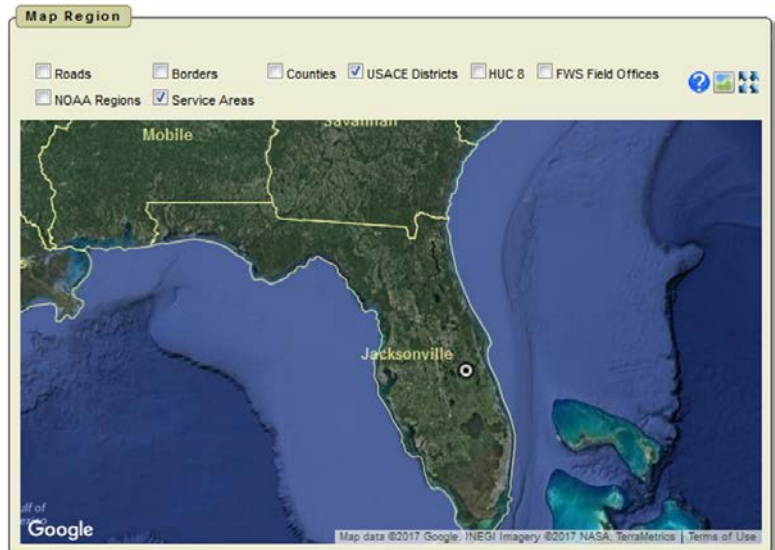 Map Region
Roads Borders Counties USACE Districts HUC 8 FWS Field Offices
NOAA Regions Service Areas
Savannah
Mobile
Jacksonville
Google
Map data ©2017 Google, INEGI Imagery ©2017 NASA, TerraMetrics Terms of Use